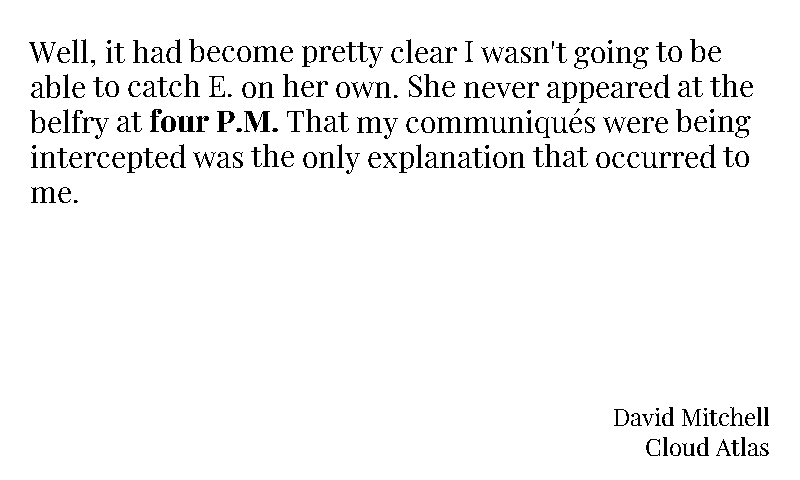 Well, it had become pretty clear I wasn't going to be
able to catch E. on her own. She never appeared at the
belfry at four P.M. That my communiqués were being
intercepted was the only explanation that occurred to
me.
David Mitchell
Cloud Atlas